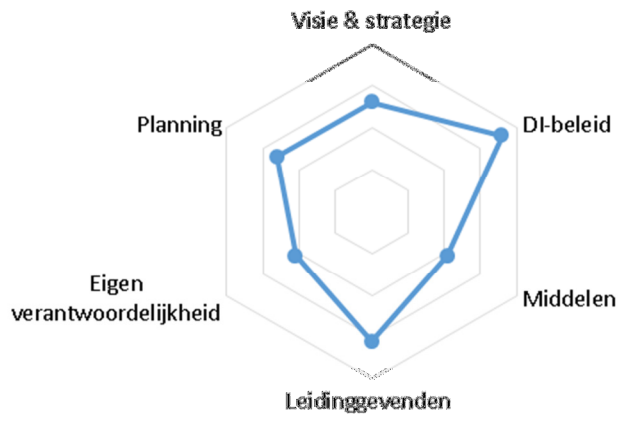 Visie & strategie
Planning
DI-beleid
Eigen
verantwoordelijkheid
Middelen
Leidinggevenden